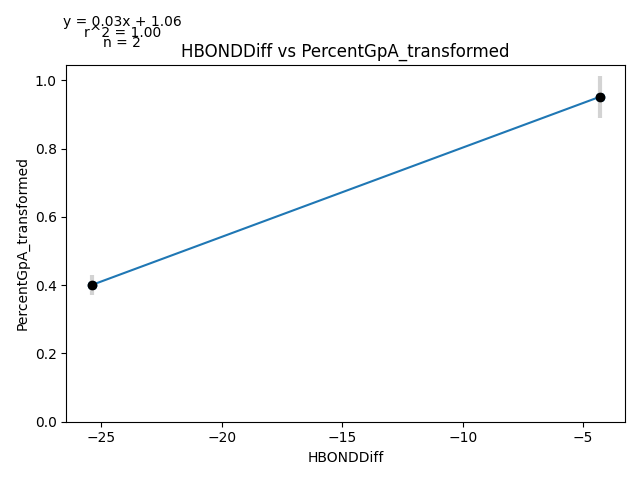 y = 0.03x + 1.06
r^2 = 1.00
n = 2
HBONDDiff vs PercentGpA_transformed
1.0
0.8
0.6
0.4
0.2
0.0
PercentGpA_transformed
−25
−20
−15
−10
−5
HBONDDiff